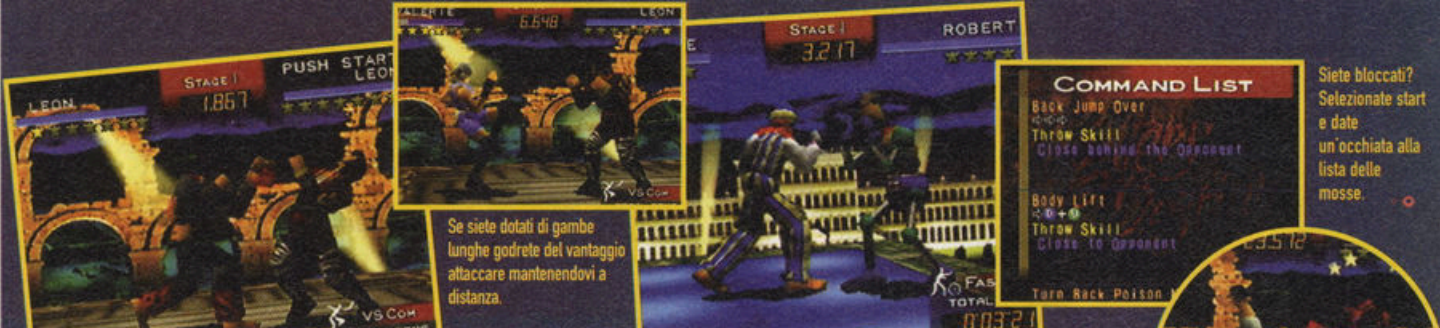 LEON
STAGE 1
1.867
PUSH START
LEON
VS COM
VALERIE
6.648
LEON
VS COM
Se siete dotati di gambe
lunghe godrete del vantaggio
attaccare mantenendovi a
distanza.
E
STAGE 1
3.217
ROBERT
FAS
TOTAL
0'03"21
COMMAND LIST
Back Jump Over
Throw Skill
Close behind the Opponent
Body Lift
Throw Skill
Close to Opponent
Turn Back Poison
Siete bloccati?
Selezionate start
e date
un'occhiata alla
lista delle
mosse.